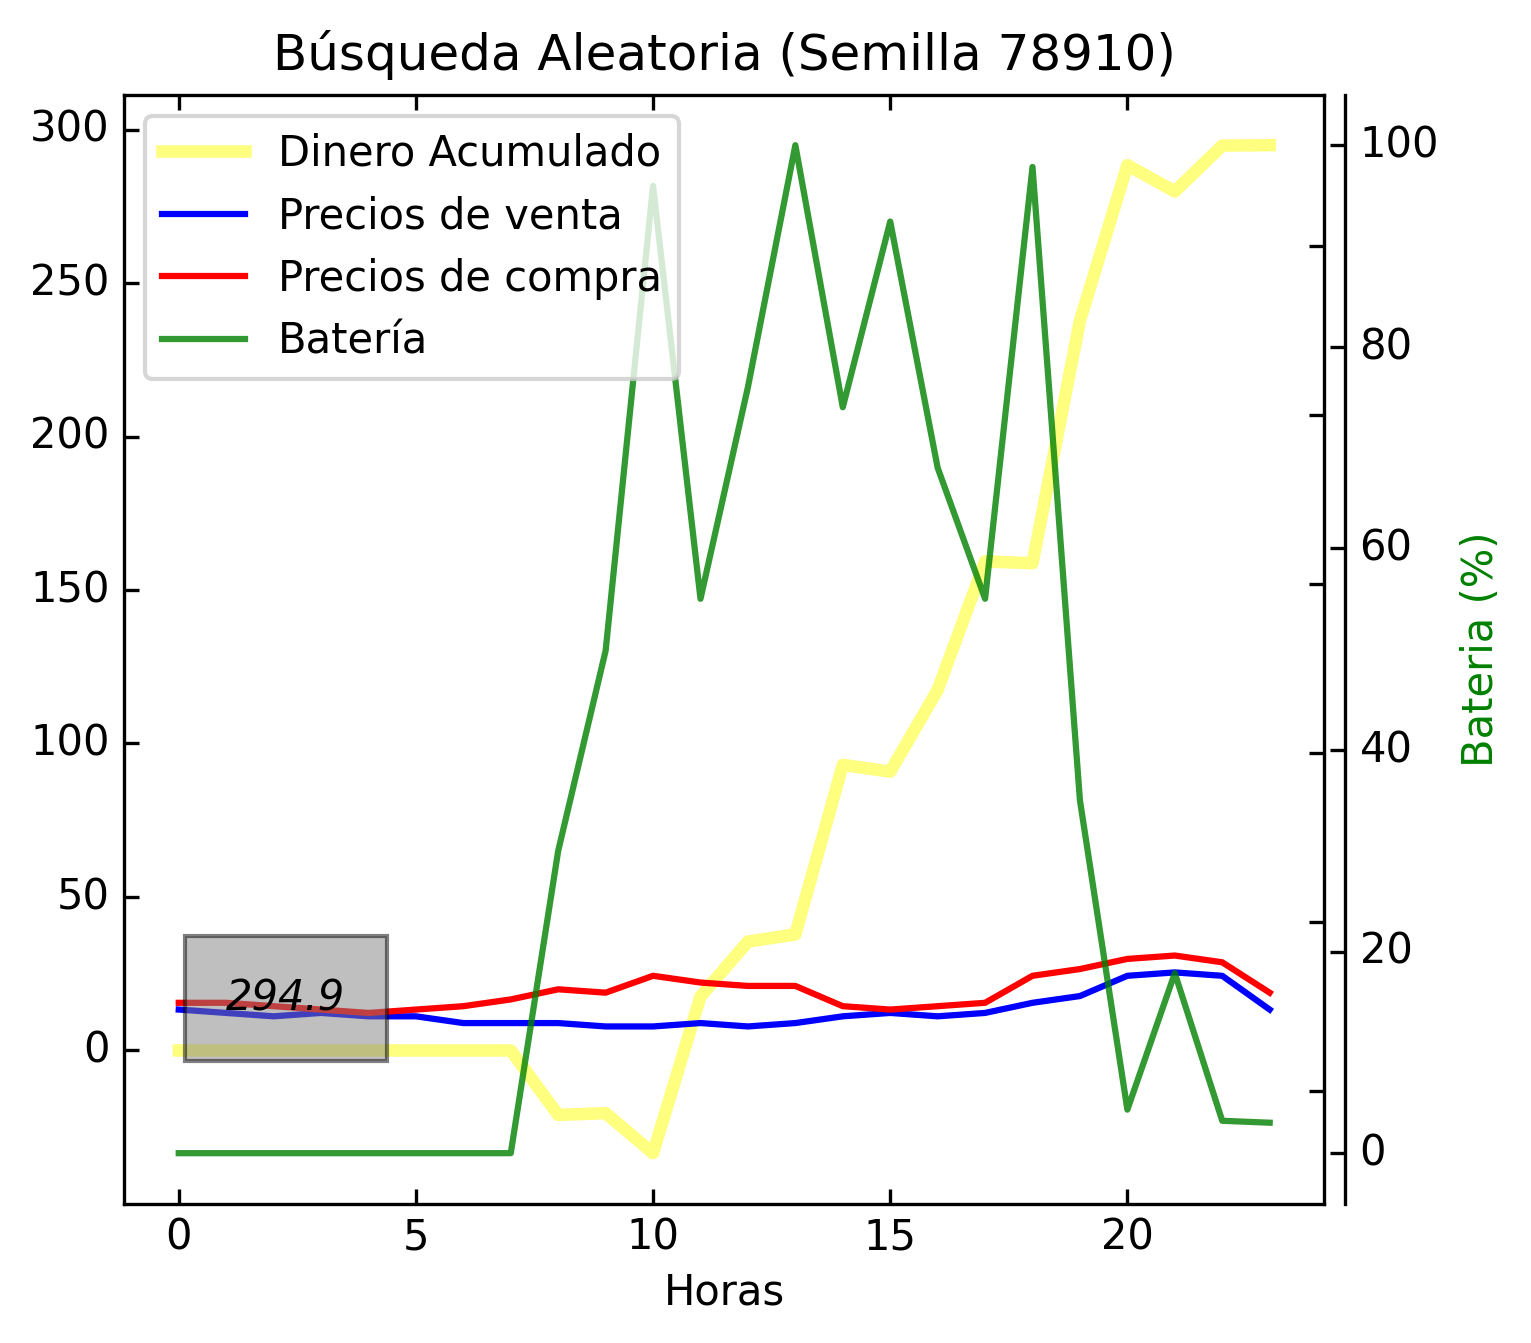 Búsqueda Aleatoria (Semilla 78910)
Dinero Acumulado
Precios de venta
Precios de compra
Batería
300
250
200
150
100
50
0
294.9
100
80
60
40
20
0
Bateria (%)
0 5 10 15 20
Horas